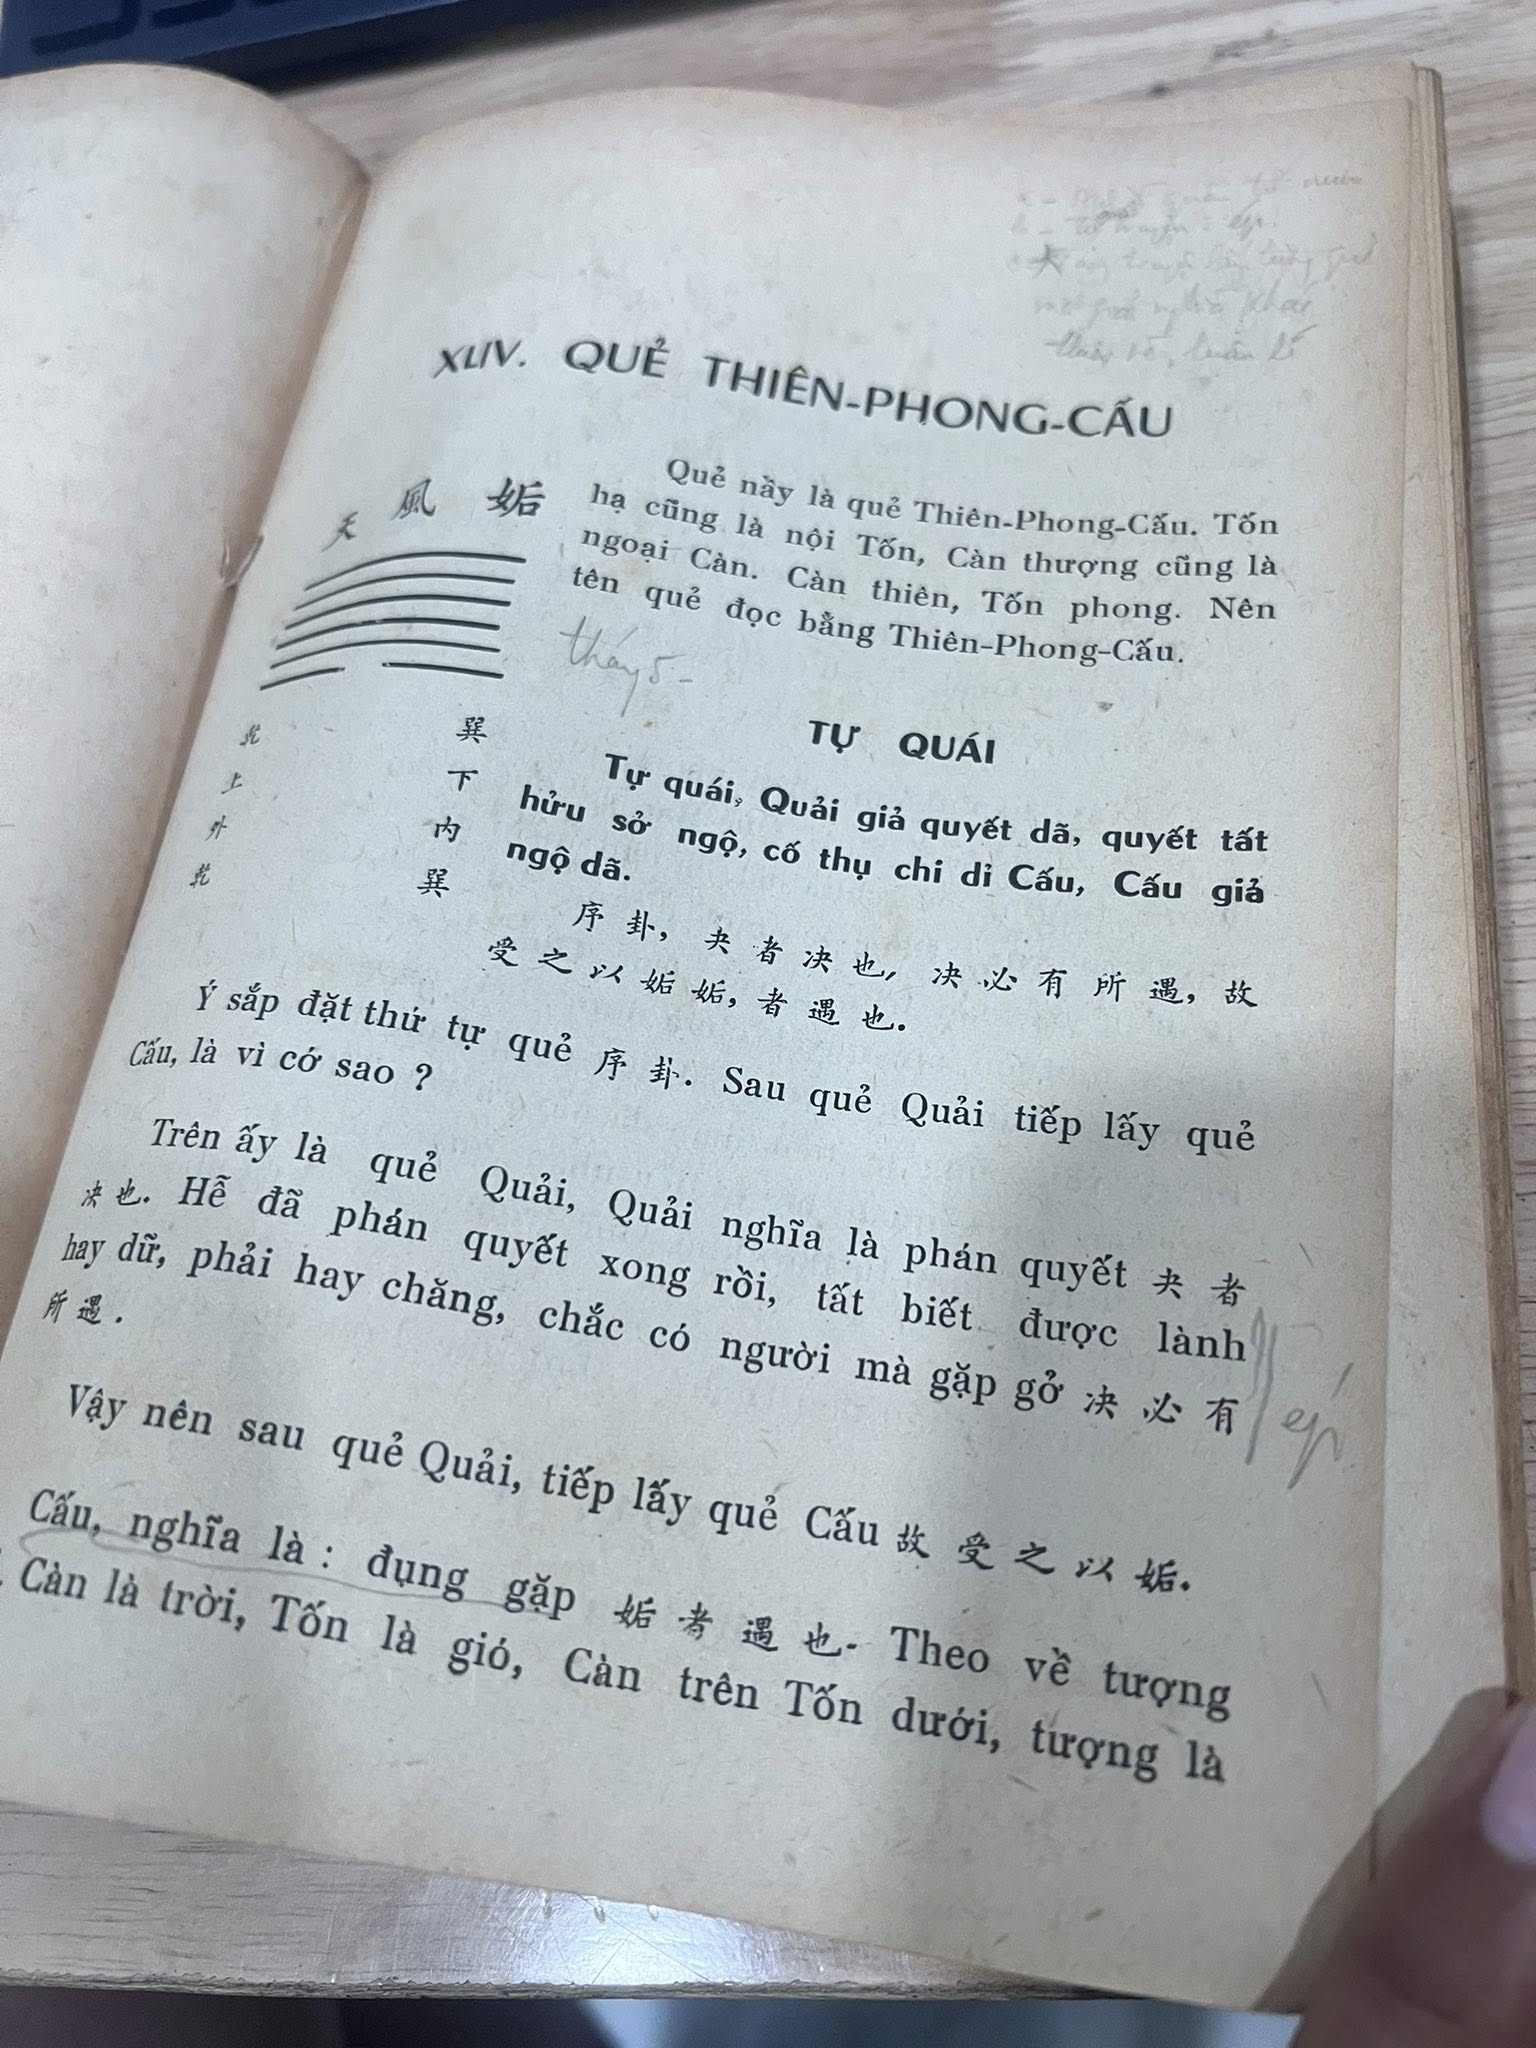 XLIV. QUẺ THIÊN-PHONG-CẤU
天 風 姤
Quẻ nầy là quẻ Thiên-Phong-Cấu. Tốn
hạ cũng là nội Tốn, Càn thượng cũng là
ngoại Càn. Càn thiên, Tốn phong. Nên
tên quẻ đọc bằng Thiên-Phong-Cấu.
tháy 5 -
乾 上 外 乾
巽 下 內 巽
TỰ QUÁI
Tự quái, Quải giả quyết dã, quyết tất
hửu sở ngộ, cố thụ chi dỉ Cấu, Cấu giả
ngộ dã.
序 卦, 夬 者 决 也, 决 必 有 所 遇, 故
受 之 以 姤 姤, 者 遇 也.
Ý sắp đặt thứ tự quẻ 序 卦. Sau quẻ Quải tiếp lấy quẻ
Cấu, là vì cớ sao ?
Trên ấy là quẻ Quải, Quải nghĩa là phán quyết 夬 者
决 也. Hễ đã phán quyết xong rồi, tất biết được lành
hay dữ, phải hay chăng, chắc có người mà gặp gở 决 必 有
所 遇 .
ép
Vậy nên sau quẻ Quải, tiếp lấy quẻ Cấu 故 受 之 以 姤.
Cấu, nghĩa là : đụng gặp 姤 者 遇 也. Theo về tượng
Càn là trời, Tốn là gió, Càn trên Tốn dưới, tượng là